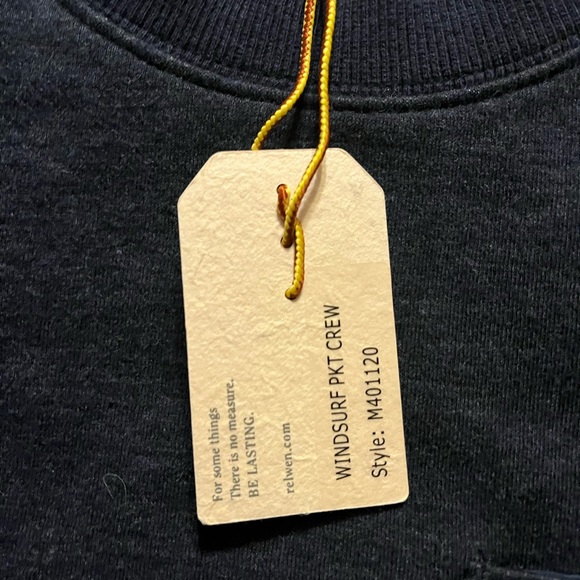 For some things
There is no measure.
BE LASTING.
relwen.com
WINDSURF PKT CREW
Style: M401120